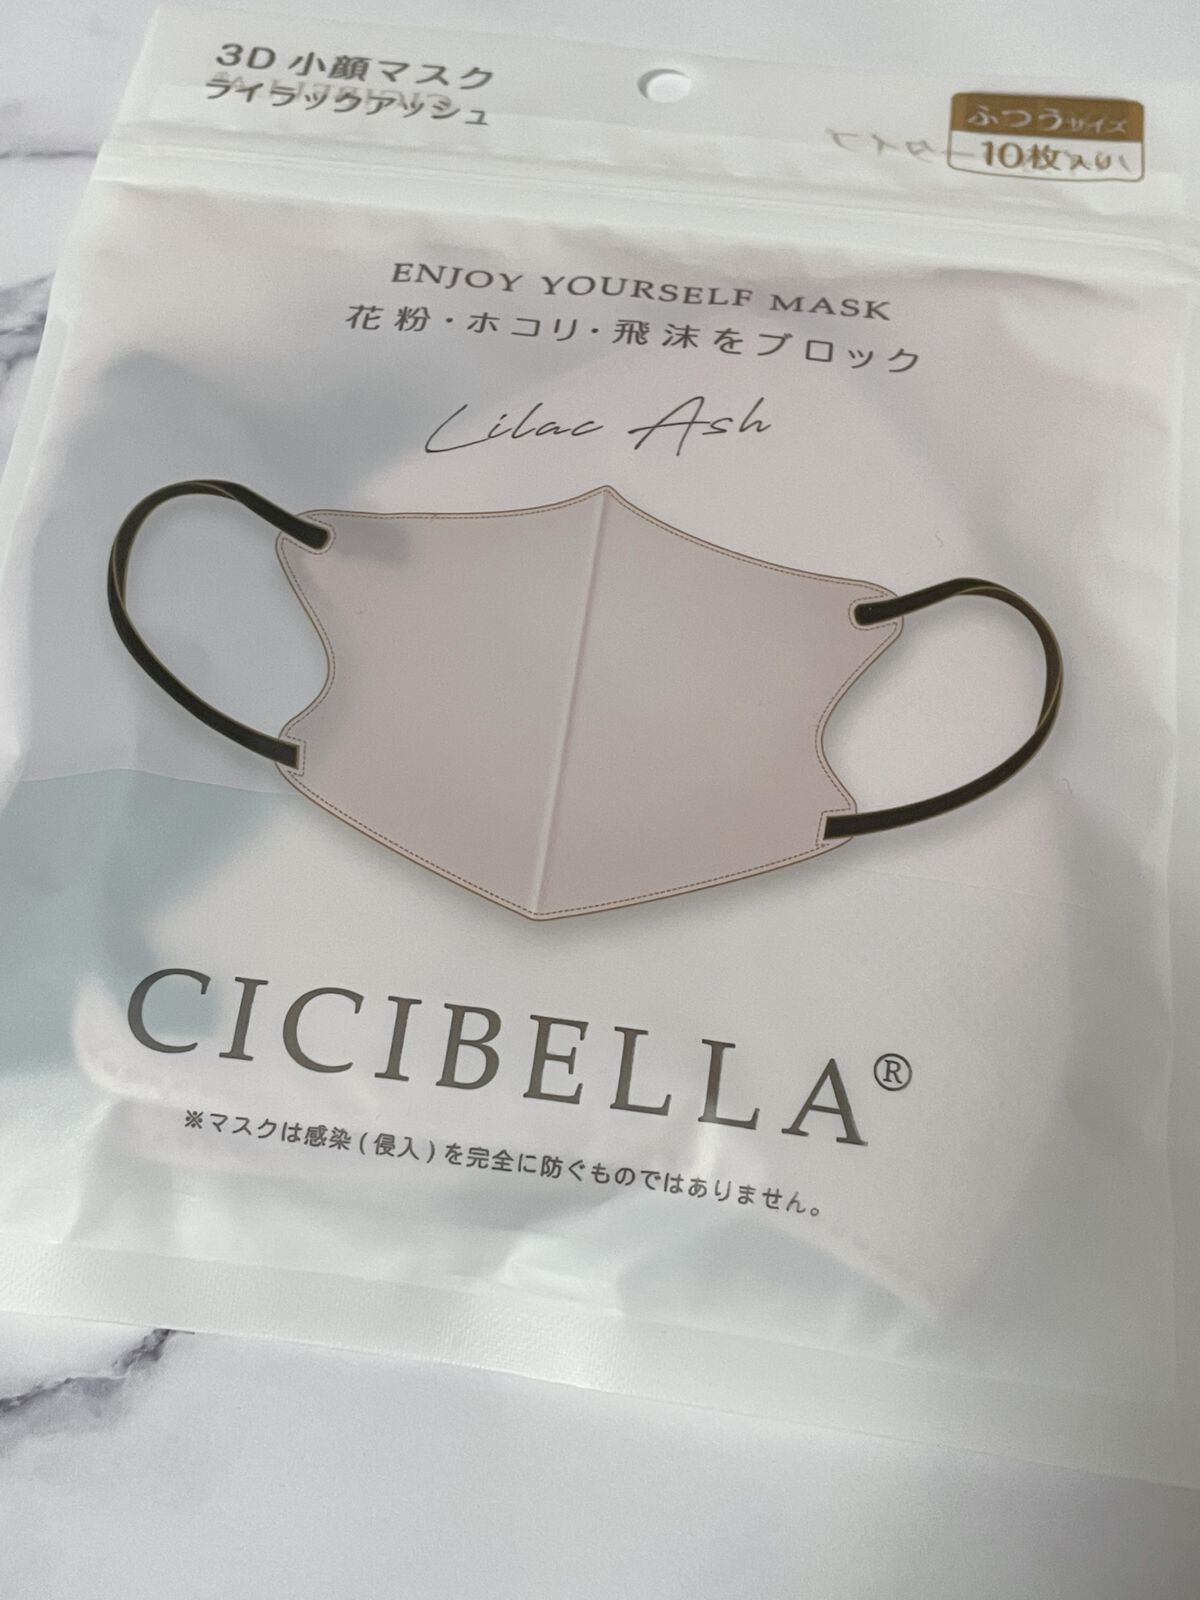 3D 小顔マスク
ライラックアッシュ
ふつうサイズ
10枚入り
ENJOY YOURSELF MASK
花粉・ホコリ・飛沫をブロック
Lilac Ash
CICIBELLA®
※マスクは感染(侵入)を完全に防ぐものではありません。